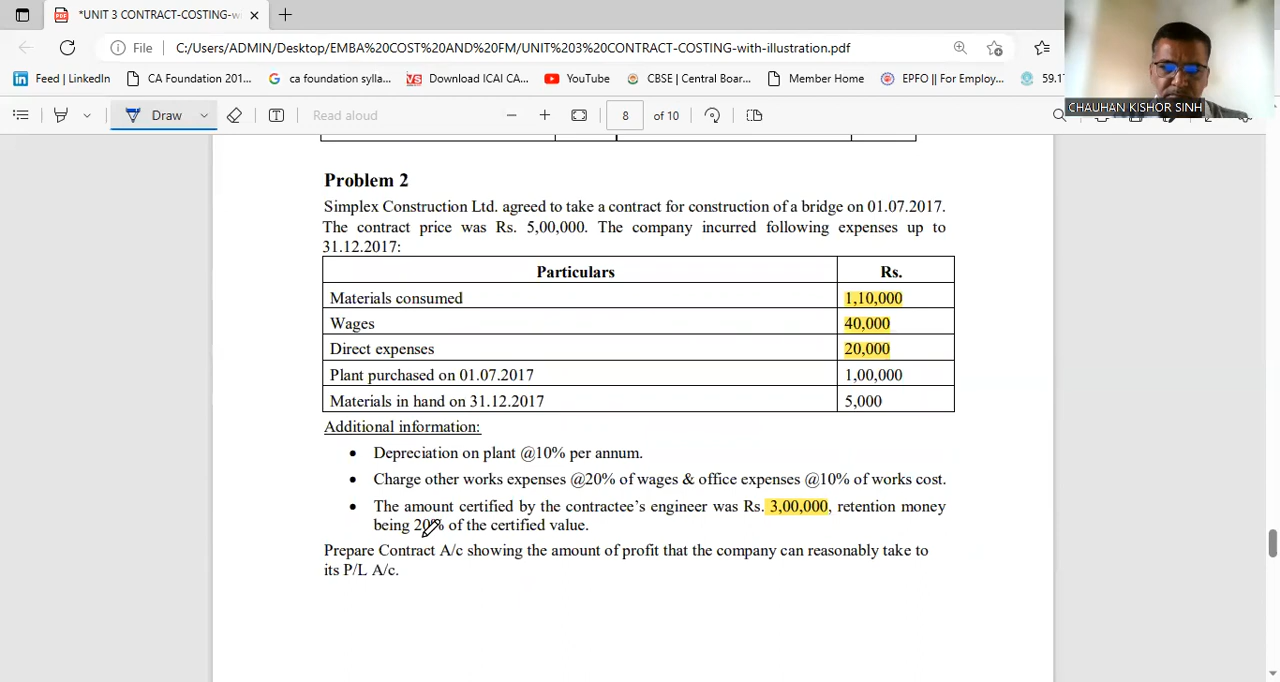 *UNIT 3 CONTRACT-COSTING-w
File C:/Users/ADMIN/Desktop/EMBA%20COST%20AND%20FM/UNIT%203%20CONTRACT-COSTING-with-illustration.pdf
Feed | LinkedIn CA Foundation 201... ca foundation sylla... Download ICAI CA... YouTube CBSE | Central Boar... Member Home EPFO || For Employ... 59.1
CHAUHAN KISHOR SINH
Draw Read aloud 8 of 10
Problem 2
Simplex Construction Ltd. agreed to take a contract for construction of a bridge on 01.07.2017.
The contract price was Rs. 5,00,000. The company incurred following expenses up to
31.12.2017:
Particulars Rs.
Materials consumed 1,10,000
Wages 40,000
Direct expenses 20,000
Plant purchased on 01.07.2017 1,00,000
Materials in hand on 31.12.2017 5,000
Additional information:
• Depreciation on plant @10% per annum.
• Charge other works expenses @20% of wages & office expenses @10% of works cost.
• The amount certified by the contractee's engineer was Rs. 3,00,000, retention money
being 20% of the certified value.
Prepare Contract A/c showing the amount of profit that the company can reasonably take to
its P/L A/c.